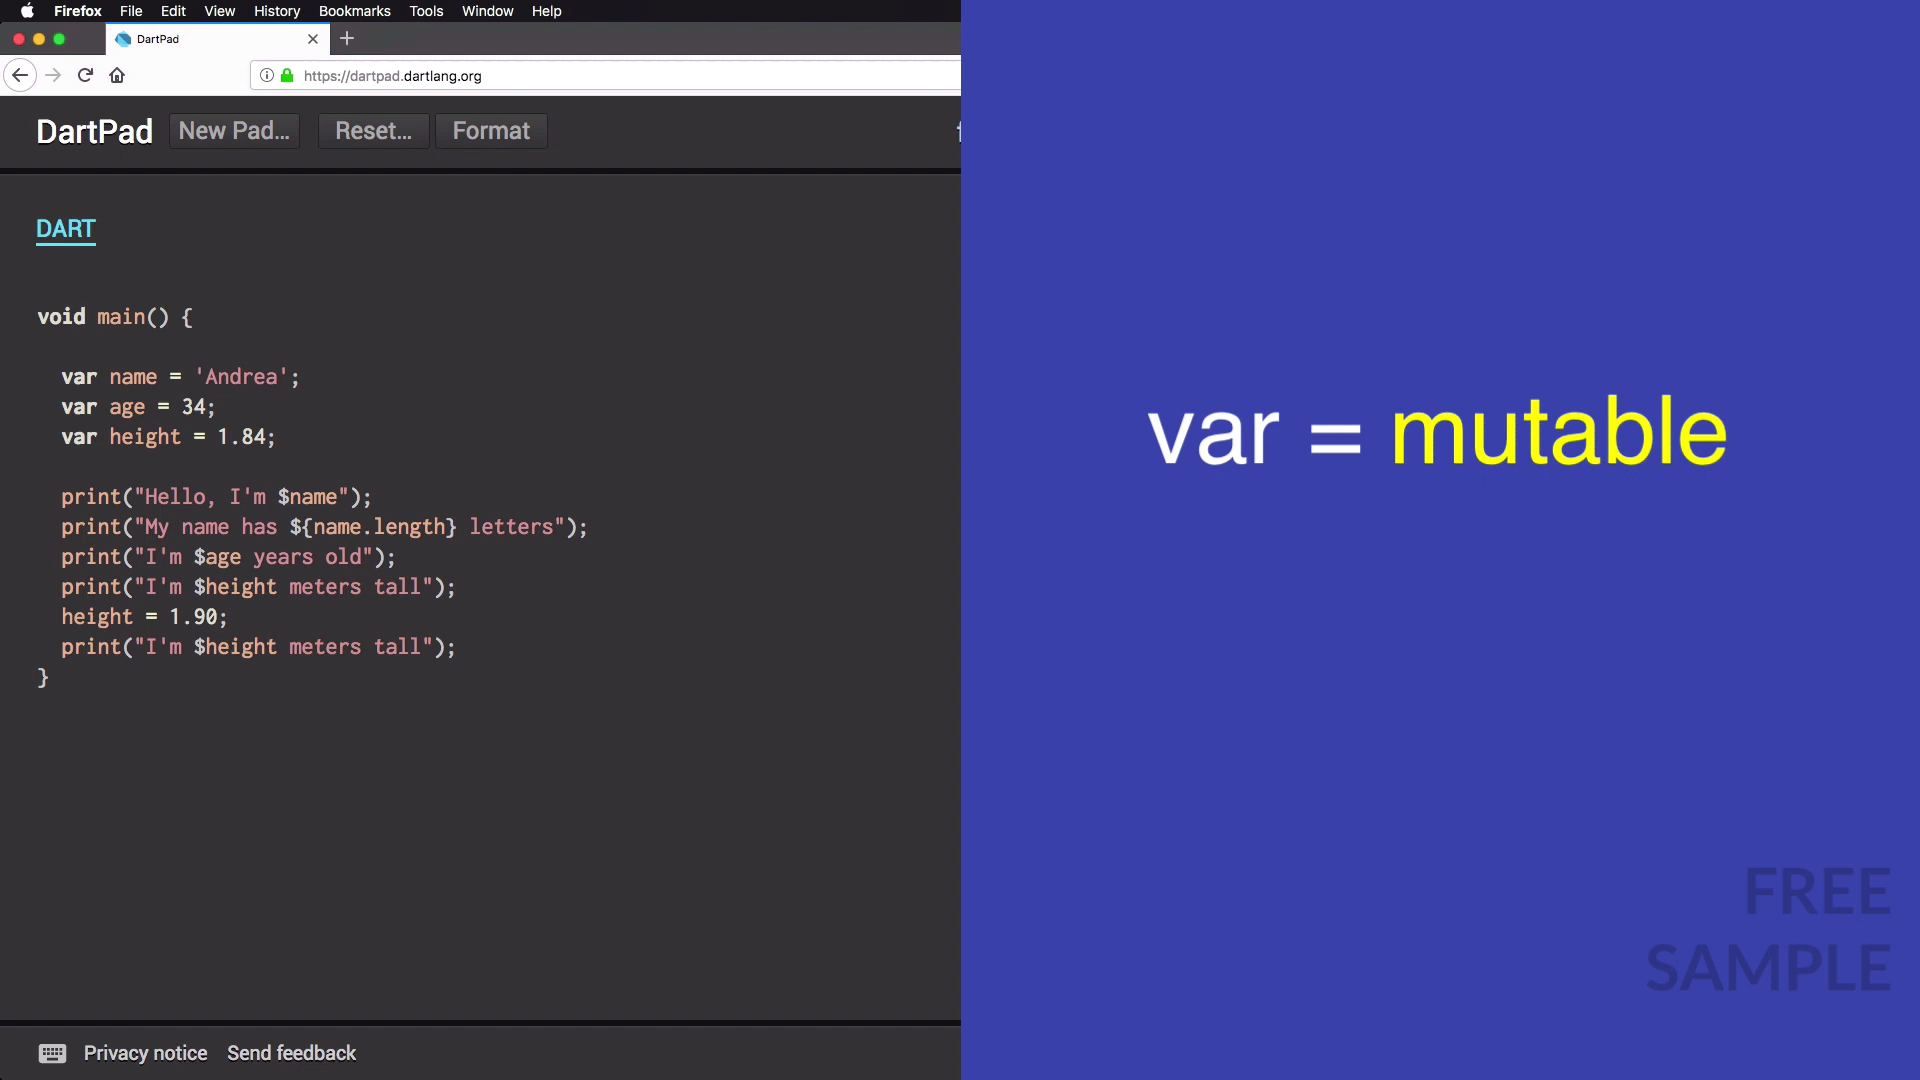 Firefox File Edit View History Bookmarks Tools Window Help
DartPad
https://dartpad.dartlang.org
DartPad New Pad... Reset... Format
DART
void main() {
var name = 'Andrea';
var age = 34;
var height = 1.84;
print("Hello, I'm $name");
print("My name has ${name.length} letters");
print("I'm $age years old");
print("I'm $height meters tall");
height = 1.90;
print("I'm $height meters tall");
}
Privacy notice Send feedback
var = mutable
FREE
SAMPLE